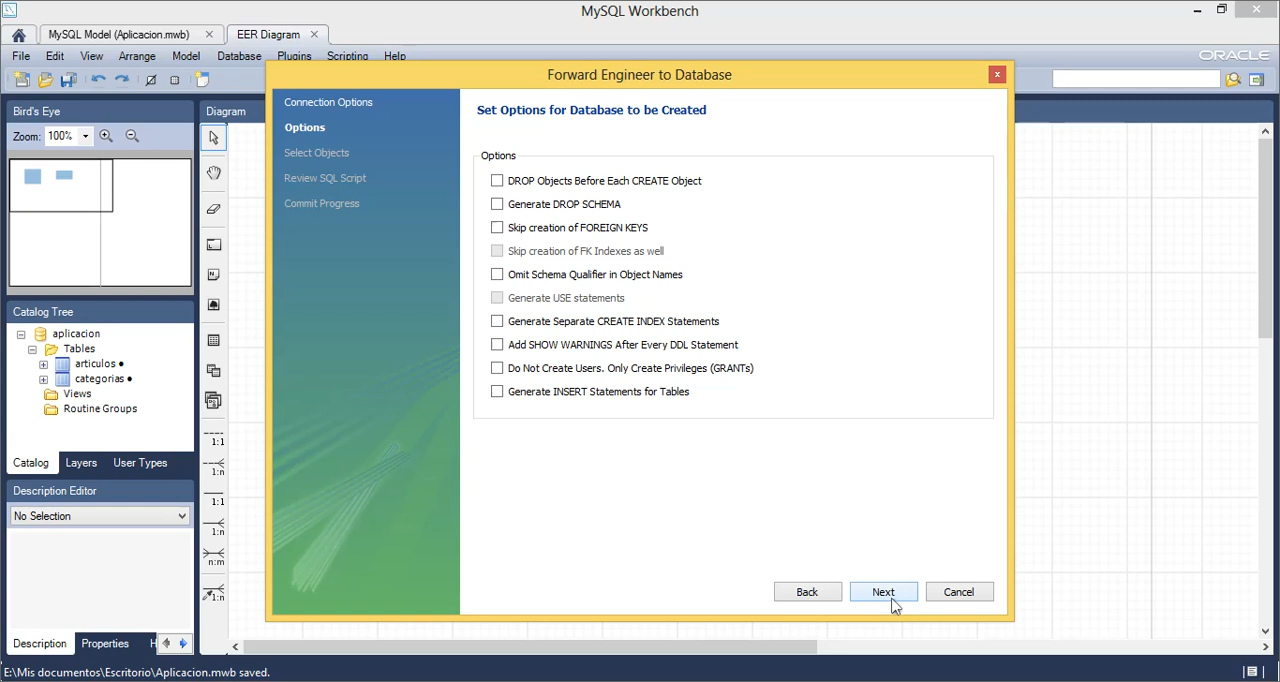 MySQL Workbench
MySQL Model (Aplicacion.mwb)
EER Diagram
File Edit View Arrange Model Database Plugins Scripting Help
ORACLE
Forward Engineer to Database
Bird's Eye
Zoom: 100%
Catalog Tree
aplicacion
Tables
articulos
categorias
Views
Routine Groups
Catalog Layers User Types
Description Editor
No Selection
Description Properties H
Diagram
1:1
1:n
1:1
1:n
n:m
1:n
Connection Options
Options
Select Objects
Review SQL Script
Commit Progress
Set Options for Database to be Created
Options
DROP Objects Before Each CREATE Object
Generate DROP SCHEMA
Skip creation of FOREIGN KEYS
Skip creation of FK Indexes as well
Omit Schema Qualifier in Object Names
Generate USE statements
Generate Separate CREATE INDEX Statements
Add SHOW WARNINGS After Every DDL Statement
Do Not Create Users. Only Create Privileges (GRANTs)
Generate INSERT Statements for Tables
Back Next Cancel
E:\Mis documentos\Escritorio\Aplicacion.mwb saved.